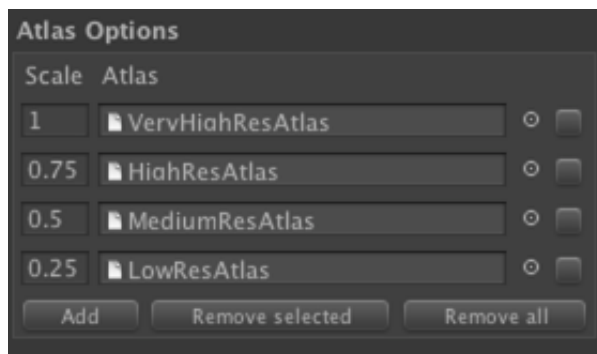 Atlas Options
Scale Atlas
1 VeryHighResAtlas
0.75 HighResAtlas
0.5 MediumResAtlas
0.25 LowResAtlas
Add Remove selected Remove all